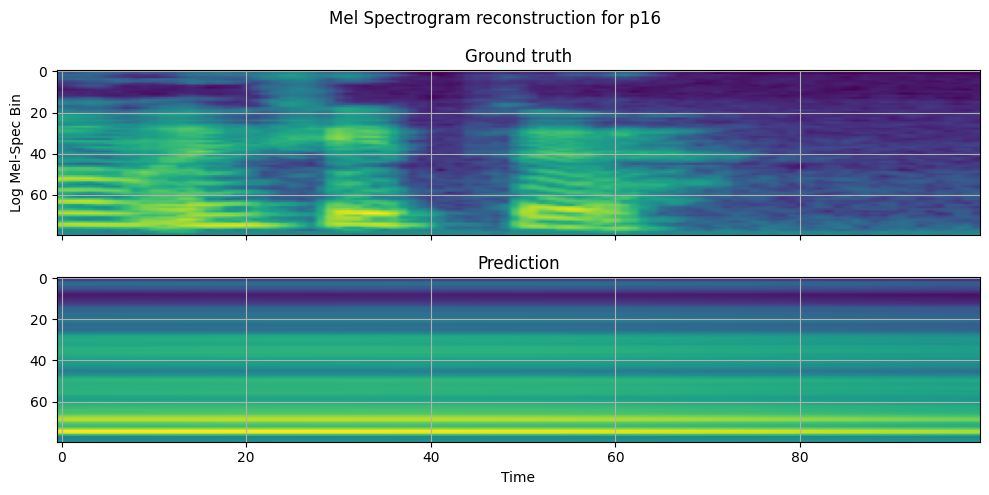 Mel Spectrogram reconstruction for p16
Ground truth
0
20
40
60
Log Mel-Spec Bin
Prediction
0
20
40
60
0 20 40 60 80
Time